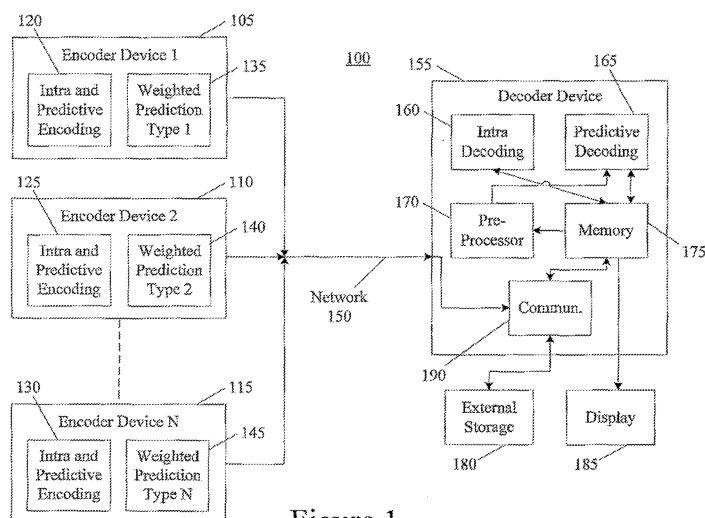 120
105
Encoder Device 1
135
Intra and
Predictive
Encoding
Weighted
Prediction
Type 1
125
110
Encoder Device 2
140
Intra and
Predictive
Encoding
Weighted
Prediction
Type 2
130
115
Encoder Device N
145
Intra and
Predictive
Encoding
Weighted
Prediction
Type N
100
Network
150
155
165
Decoder Device
160
Intra
Decoding
Predictive
Decoding
170
Pre-
Processor
Memory
175
Commun.
190
External
Storage
180
Display
185
Figure 1